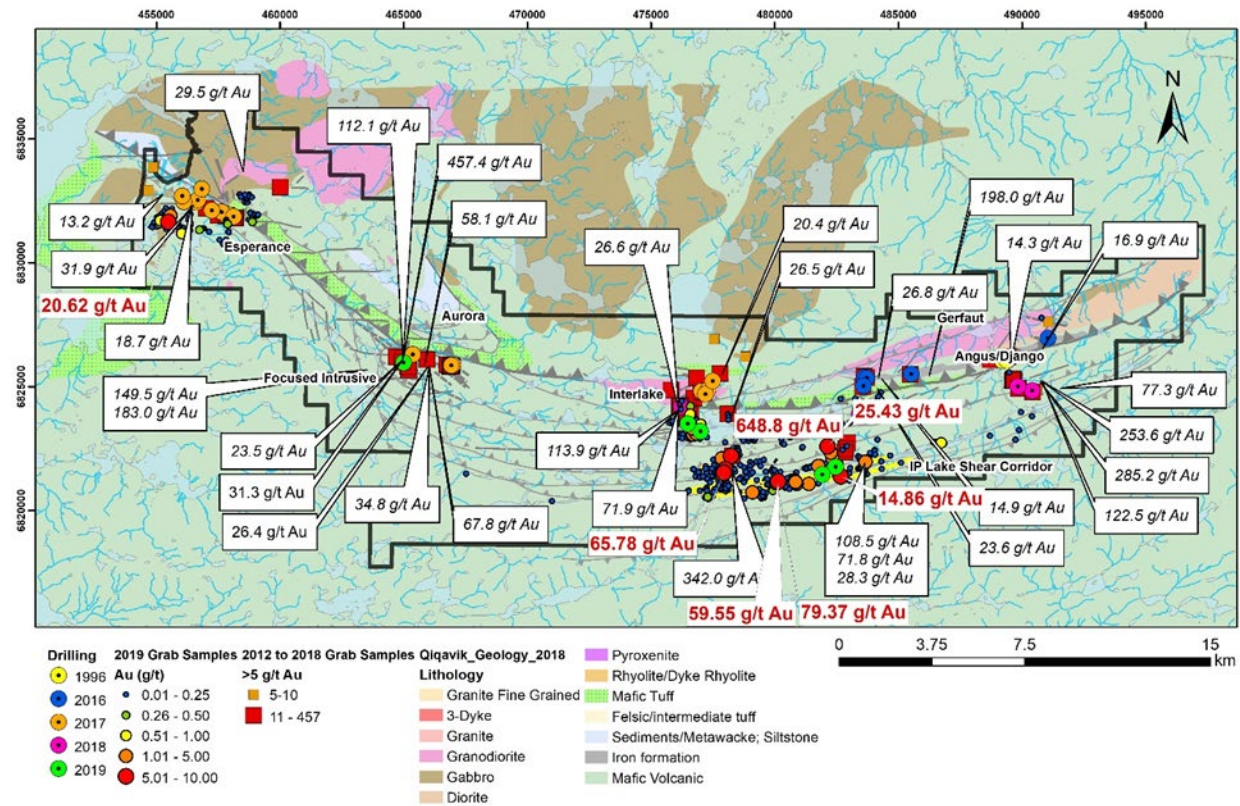 455000 460000 465000 470000 475000 480000 485000 490000 495000
6835000
6830000
6825000
6820000
N
29.5 g/t Au
112.1 g/t Au
457.4 g/t Au
58.1 g/t Au
198.0 g/t Au
20.4 g/t Au
14.3 g/t Au
16.9 g/t Au
13.2 g/t Au
26.6 g/t Au
26.5 g/t Au
Esperance
31.9 g/t Au
26.8 g/t Au
20.62 g/t Au
Gerfaut
Aurora
18.7 g/t Au
Angus/Django
Focused Intrusive
149.5 g/t Au
183.0 g/t Au
Interlake
77.3 g/t Au
648.8 g/t Au
25.43 g/t Au
253.6 g/t Au
23.5 g/t Au
113.9 g/t Au
IP Lake Shear Corridor
285.2 g/t Au
31.3 g/t Au
34.8 g/t Au
71.9 g/t Au
14.86 g/t Au
14.9 g/t Au
122.5 g/t Au
26.4 g/t Au
67.8 g/t Au
65.78 g/t Au
108.5 g/t Au
71.8 g/t Au
28.3 g/t Au
23.6 g/t Au
342.0 g/t A
59.55 g/t Au
79.37 g/t Au
0 3.75 7.5 15
km
Drilling
1996
2016
2017
2018
2019
2019 Grab Samples
Au (g/t)
0.01 - 0.25
0.26 - 0.50
0.51 - 1.00
1.01 - 5.00
5.01 - 10.00
2012 to 2018 Grab Samples
>5 g/t Au
5-10
11 - 457
Qiqavik_Geology_2018
Lithology
Granite Fine Grained
3-Dyke
Granite
Granodiorite
Gabbro
Diorite
Pyroxenite
Rhyolite/Dyke Rhyolite
Mafic Tuff
Felsic/intermediate tuff
Sediments/Metawacke; Siltstone
Iron formation
Mafic Volcanic